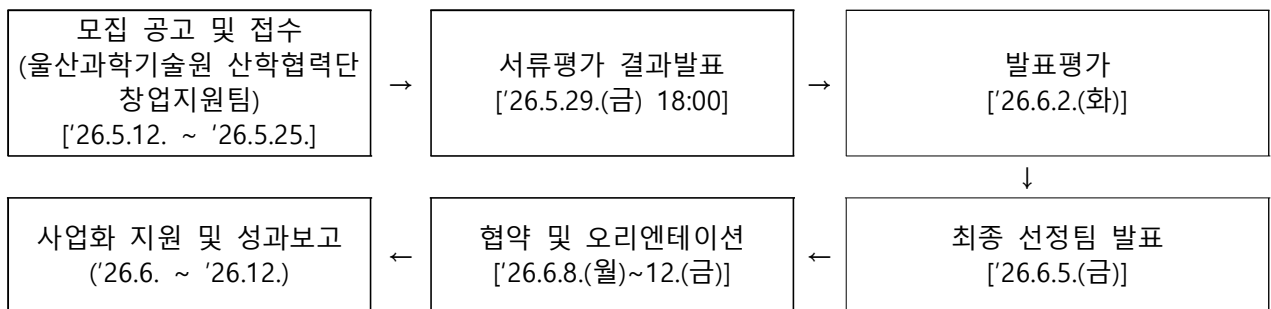 모집 공고 및 접수
(울산과학기술원 산학협력단
창업지원팀)
['26.5.12. ~ '26.5.25.]
→
서류평가 결과발표
['26.5.29.(금) 18:00]
→
발표평가
['26.6.2.(화)]
↓
최종 선정팀 발표
['26.6.5.(금)]
←
협약 및 오리엔테이션
['26.6.8.(월)~12.(금)]
←
사업화 지원 및 성과보고
('26.6. ~ '26.12.)